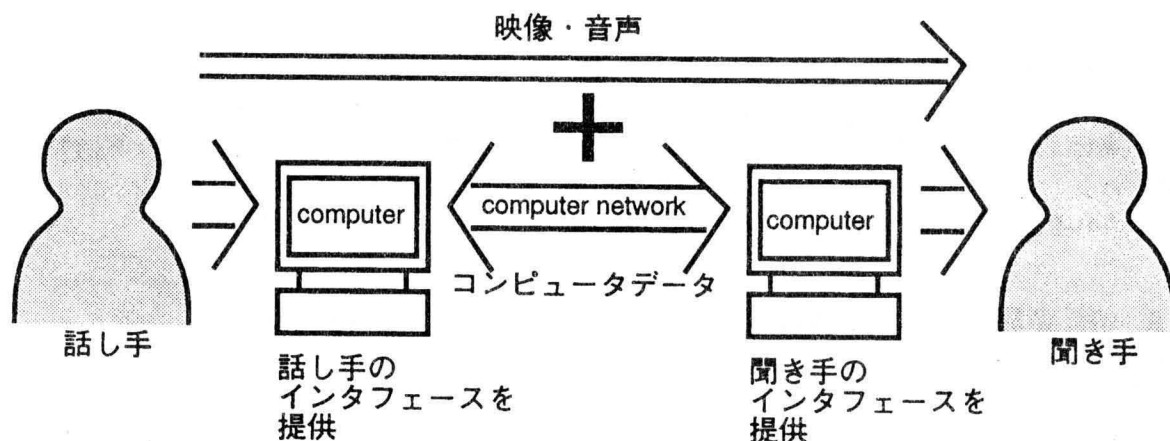 映像・音声
computer
computer network
computer
コンピュータデータ
話し手
聞き手
話し手の
インタフェースを
提供
聞き手の
インタフェースを
提供